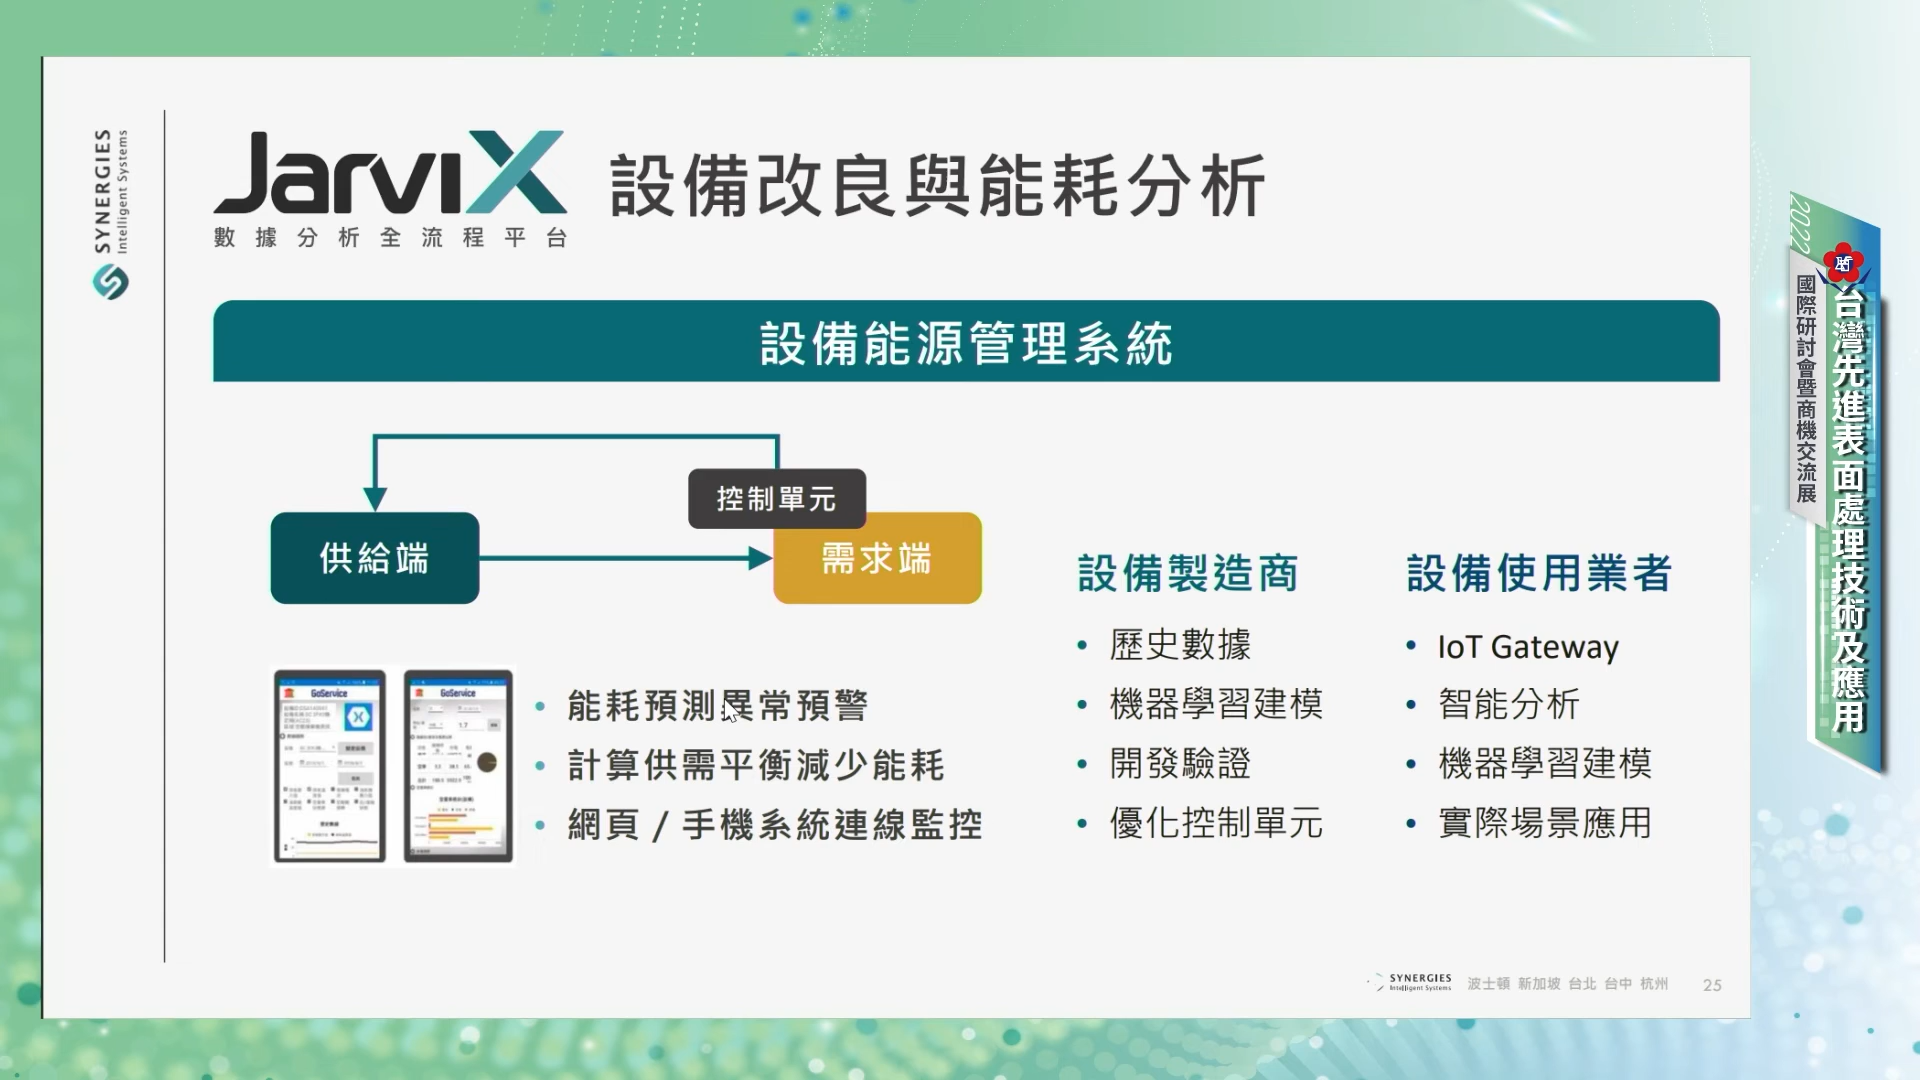 SYNERGIES
Intelligent Systems
JarviX
數據分析全流程平台
設備改良與能耗分析
設備能源管理系統
控制單元
供給端
需求端
GoService
GoService
1.7
• 能耗預測異常預警
• 計算供需平衡減少能耗
• 網頁 / 手機系統連線監控
設備製造商
• 歷史數據
• 機器學習建模
• 開發驗證
• 優化控制單元
設備使用業者
• IoT Gateway
• 智能分析
• 機器學習建模
• 實際場景應用
SYNERGIES
Intelligent Systems
波士頓 新加坡 台北 台中 杭州
25
2022
台灣先進表面處理技術及應用
國際研討會暨商機交流展